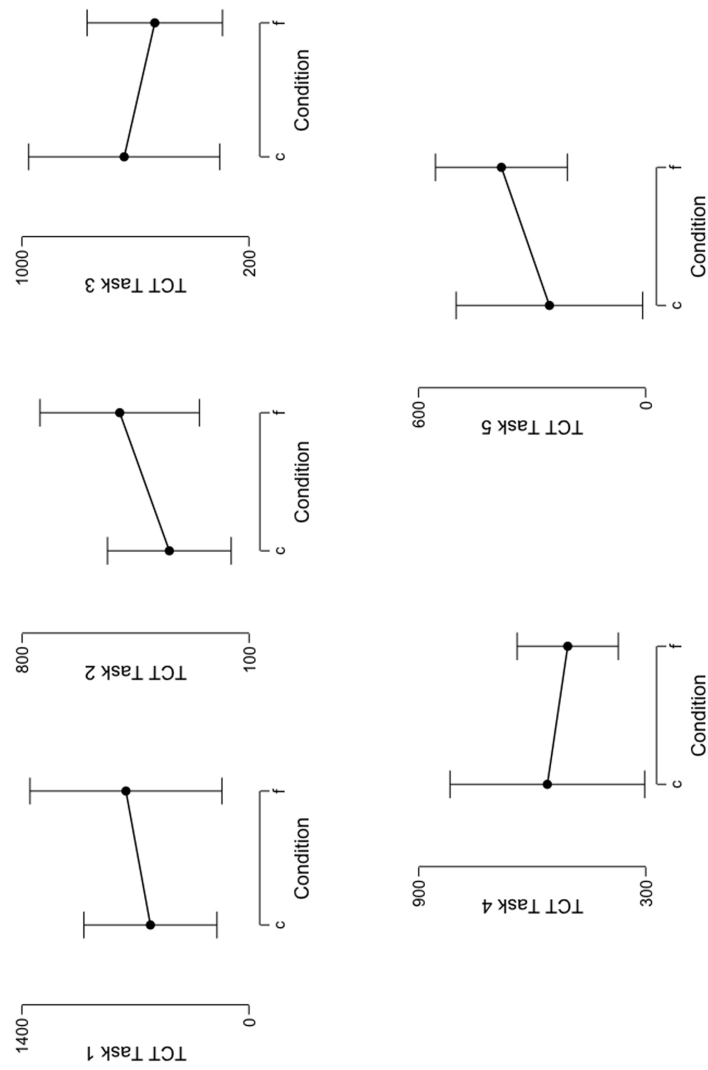 1400
0
TCT Task 1
c
f
Condition
800
100
TCT Task 2
c
f
Condition
1000
200
TCT Task 3
c
f
Condition
900
300
TCT Task 4
c
f
Condition
600
0
TCT Task 5
c
f
Condition